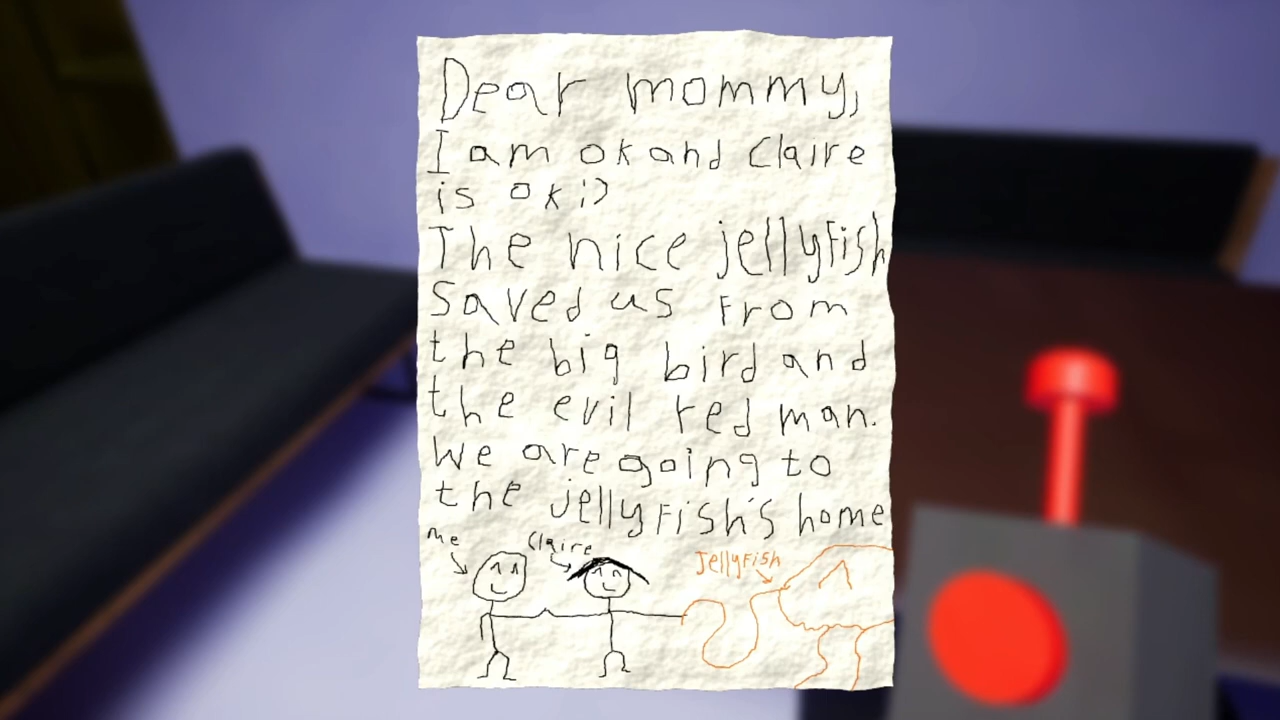 Dear mommy,
I am ok and Claire
is ok :)
The nice jellyfish
saved us from
the big bird and
the evil red man.
We are going to
the jellyfish's home
me
Claire
Jellyfish